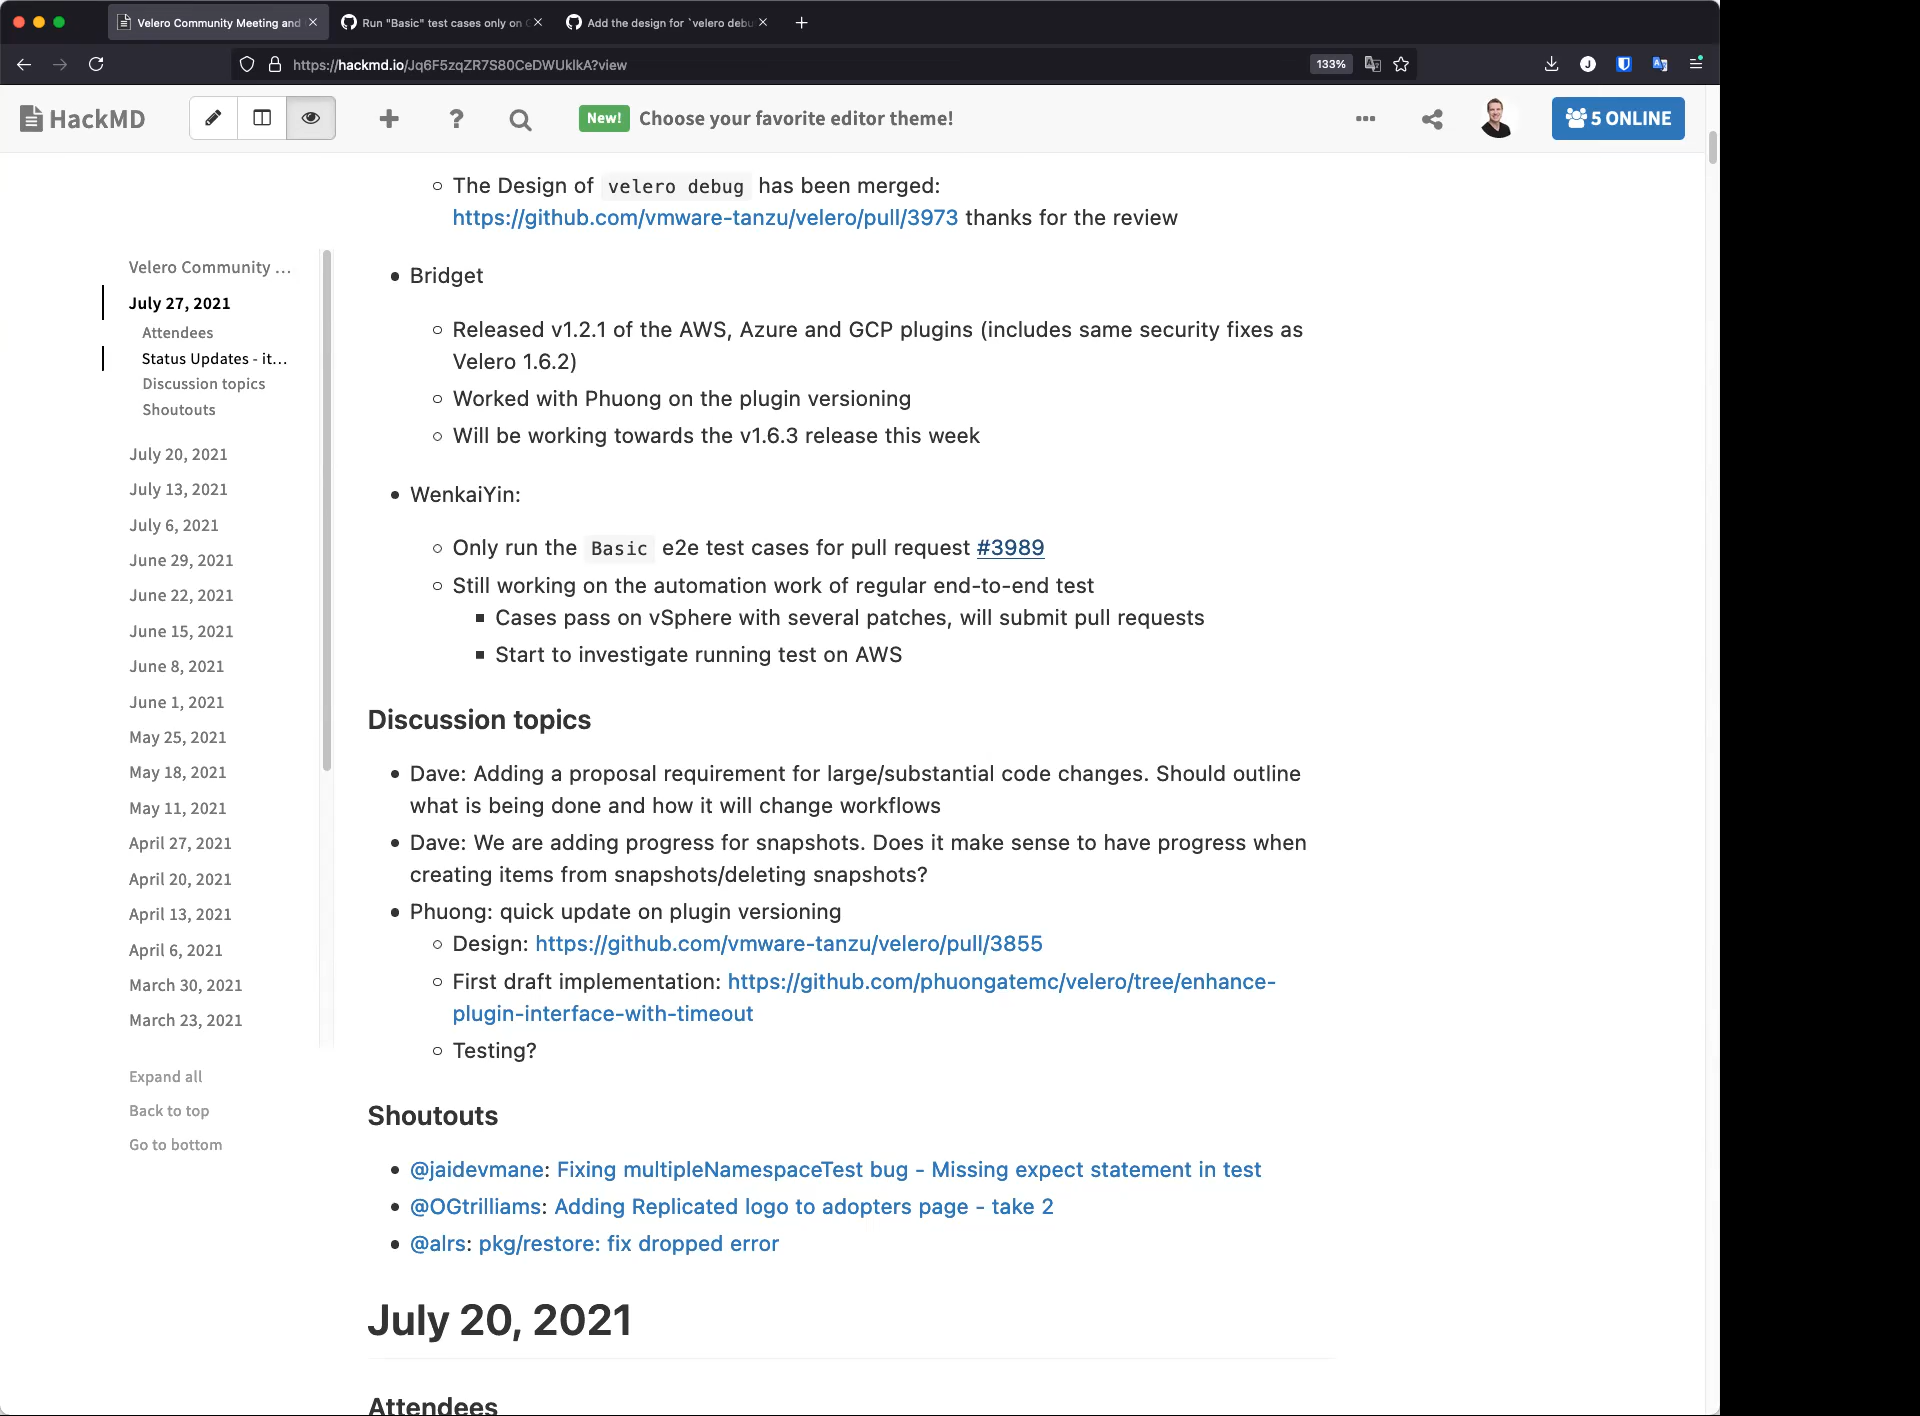 Velero Community Meeting and
Run "Basic" test cases only on
Add the design for `velero debu
https://hackmd.io/Jq6F5zqZR7S80CeDWUklkA?view
133%
J
HackMD
?
New!
Choose your favorite editor theme!
5 ONLINE
The Design of velero debug has been merged:
https://github.com/vmware-tanzu/velero/pull/3973 thanks for the review
Velero Community ...
July 27, 2021
Attendees
Status Updates - it...
Discussion topics
Shoutouts
July 20, 2021
July 13, 2021
July 6, 2021
June 29, 2021
June 22, 2021
June 15, 2021
June 8, 2021
June 1, 2021
May 25, 2021
May 18, 2021
May 11, 2021
April 27, 2021
April 20, 2021
April 13, 2021
April 6, 2021
March 30, 2021
March 23, 2021
Expand all
Back to top
Go to bottom
Bridget
Released v1.2.1 of the AWS, Azure and GCP plugins (includes same security fixes as
Velero 1.6.2)
Worked with Phuong on the plugin versioning
Will be working towards the v1.6.3 release this week
WenkaiYin:
Only run the Basic e2e test cases for pull request #3989
Still working on the automation work of regular end-to-end test
Cases pass on vSphere with several patches, will submit pull requests
Start to investigate running test on AWS
Discussion topics
Dave: Adding a proposal requirement for large/substantial code changes. Should outline
what is being done and how it will change workflows
Dave: We are adding progress for snapshots. Does it make sense to have progress when
creating items from snapshots/deleting snapshots?
Phuong: quick update on plugin versioning
Design: https://github.com/vmware-tanzu/velero/pull/3855
First draft implementation: https://github.com/phuongatemc/velero/tree/enhance-
plugin-interface-with-timeout
Testing?
Shoutouts
@jaidevmane: Fixing multipleNamespaceTest bug - Missing expect statement in test
@OGtrilliams: Adding Replicated logo to adopters page - take 2
@alrs: pkg/restore: fix dropped error
July 20, 2021
Attendees